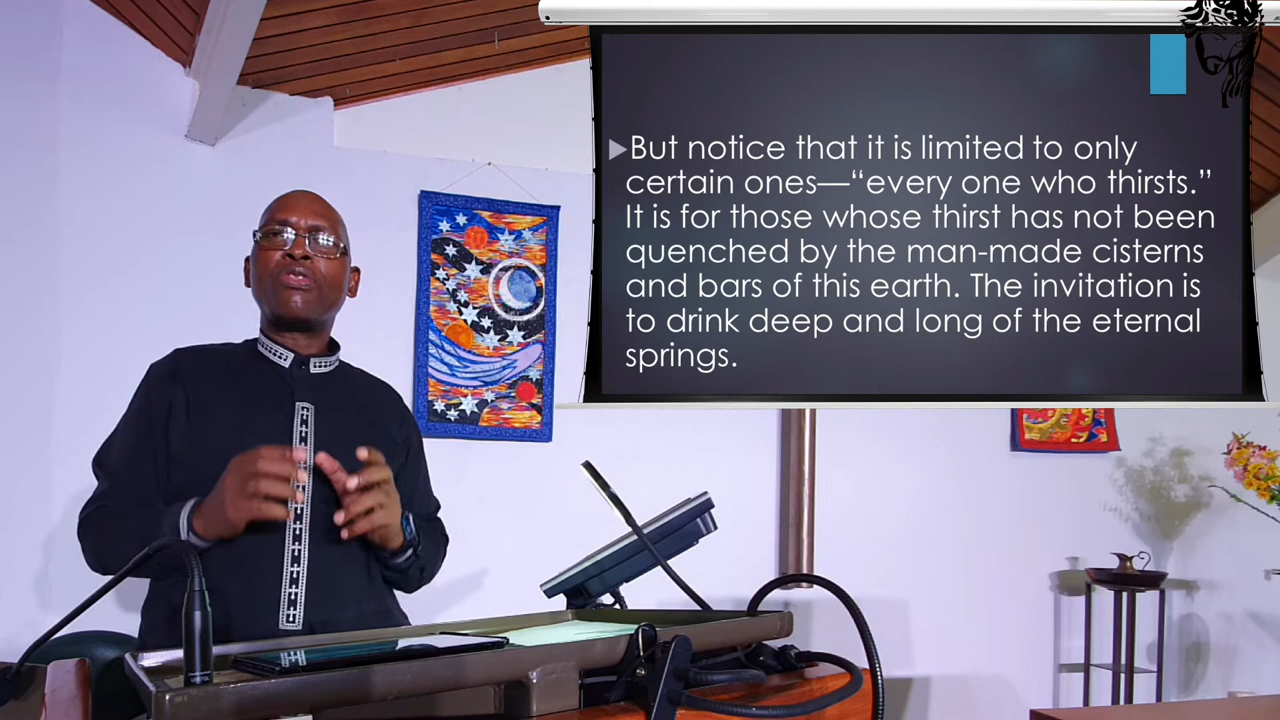 But notice that it is limited to only
certain ones—“every one who thirsts.”
It is for those whose thirst has not been
quenched by the man-made cisterns
and bars of this earth. The invitation is
to drink deep and long of the eternal
springs.